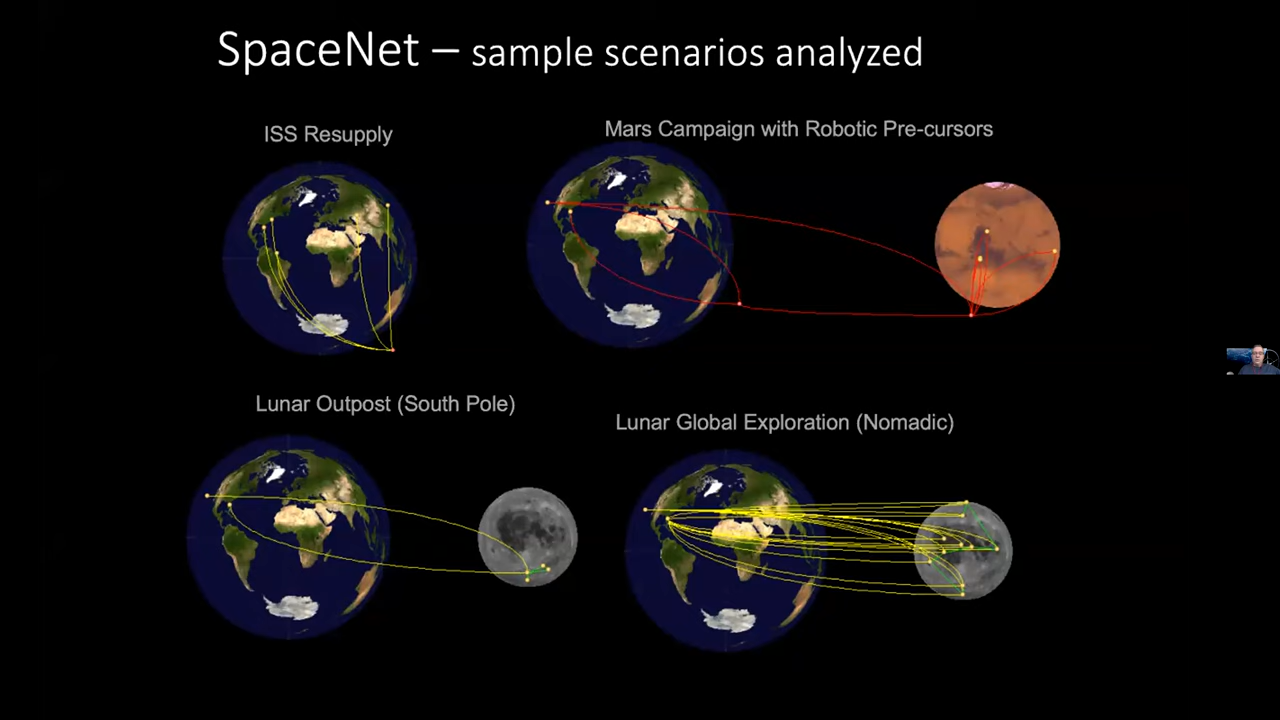 SpaceNet – sample scenarios analyzed
ISS Resupply
Mars Campaign with Robotic Pre-cursors
Lunar Outpost (South Pole)
Lunar Global Exploration (Nomadic)